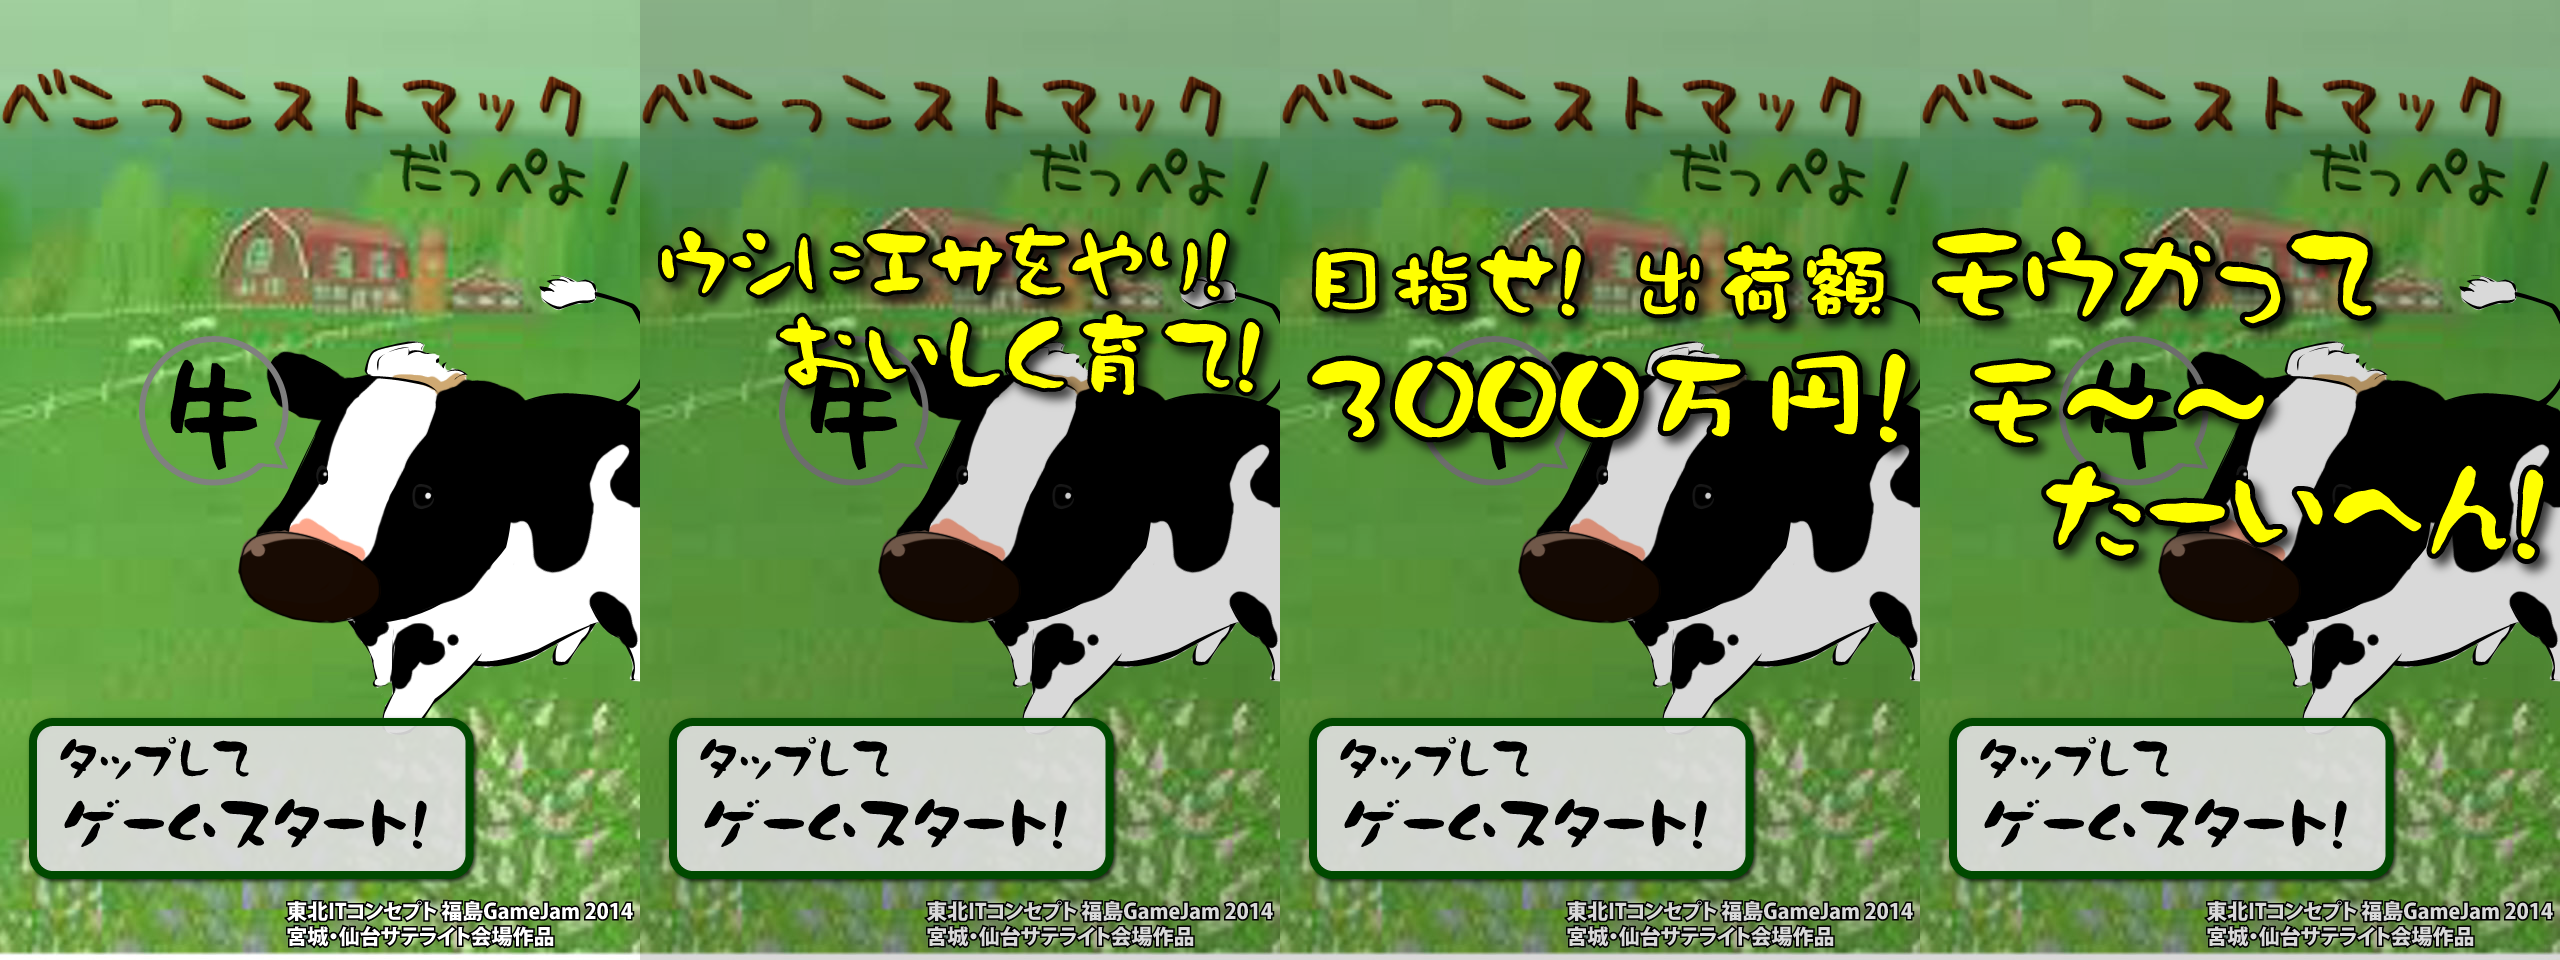 べこっこストマック
だっぺよ！
牛
タップして
ゲームスタート!
東北ITコンセプト 福島GameJam 2014
宮城・仙台サテライト会場作品
べこっこストマック
だっぺよ！
ウシにエサをやり!
おいしく育て!
牛
タップして
ゲームスタート!
東北ITコンセプト 福島GameJam 2014
宮城・仙台サテライト会場作品
べこっこストマック
だっぺよ！
目指せ! 出荷額
3000万円!
牛
タップして
ゲームスタート!
東北ITコンセプト 福島GameJam 2014
宮城・仙台サテライト会場作品
べこっこストマック
だっぺよ！
モウかって
モ〜〜
たーいへん!
牛
タップして
ゲームスタート!
東北ITコンセプト 福島GameJam 2014
宮城・仙台サテライト会場作品